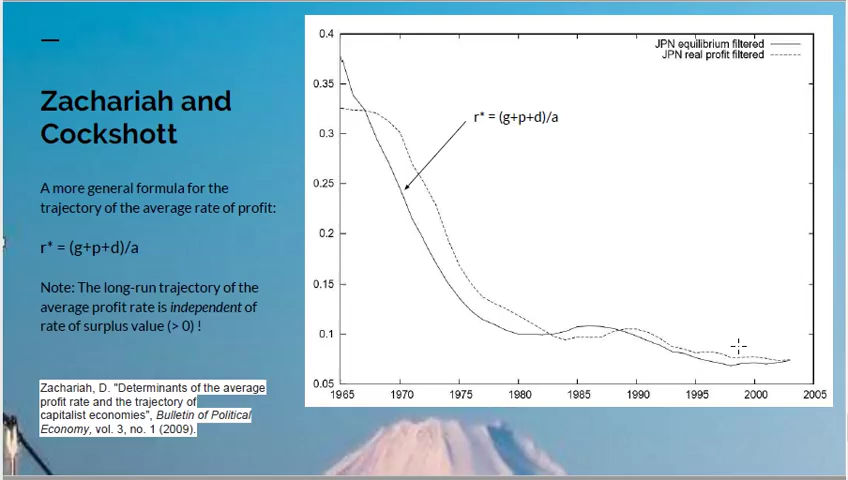 Zachariah and
Cockshott
A more general formula for the
trajectory of the average rate of profit:
r* = (g+p+d)/a
Note: The long-run trajectory of the
average profit rate is independent of
rate of surplus value (> 0) !
Zachariah, D. "Determinants of the average
profit rate and the trajectory of
capitalist economies", Bulletin of Political
Economy, vol. 3, no. 1 (2009).
JPN equilibrium filtered
JPN real profit filtered
r* = (g+p+d)/a
0.4
0.35
0.3
0.25
0.2
0.15
0.1
0.05
1965 1970 1975 1980 1985 1990 1995 2000 2005